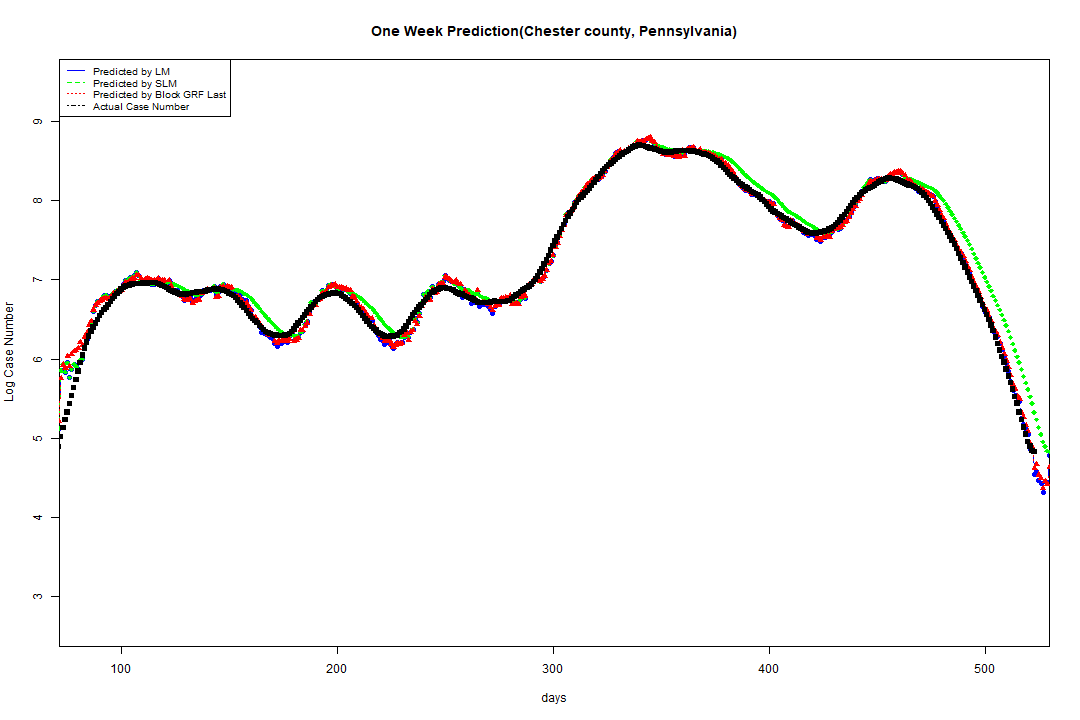 One Week Prediction(Chester county, Pennsylvania)
Predicted by LM
Predicted by SLM
Predicted by Block GRF Last
Actual Case Number
9
8
7
6
5
4
3
Log Case Number
100 200 300 400 500
days